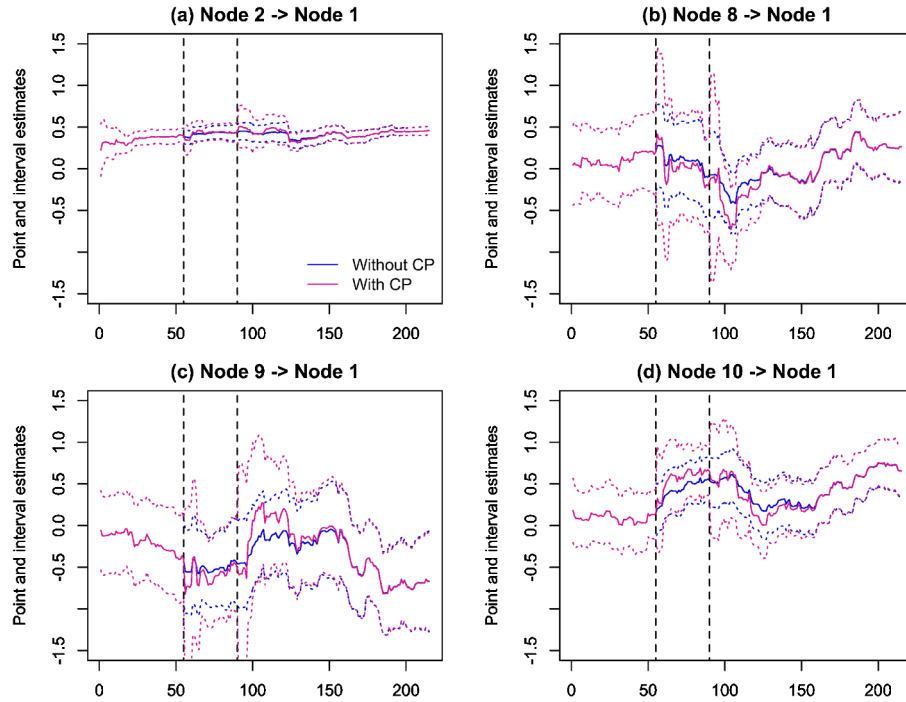 (a) Node 2 -> Node 1
Point and interval estimates
1.5
1.0
0.5
0.0
-0.5
-1.5
Without CP
With CP
0 50 100 150 200
(b) Node 8 -> Node 1
Point and interval estimates
1.5
1.0
0.5
0.0
-0.5
-1.5
0 50 100 150 200
(c) Node 9 -> Node 1
Point and interval estimates
1.5
1.0
0.5
0.0
-0.5
-1.5
0 50 100 150 200
(d) Node 10 -> Node 1
Point and interval estimates
1.5
1.0
0.5
0.0
-0.5
-1.5
0 50 100 150 200